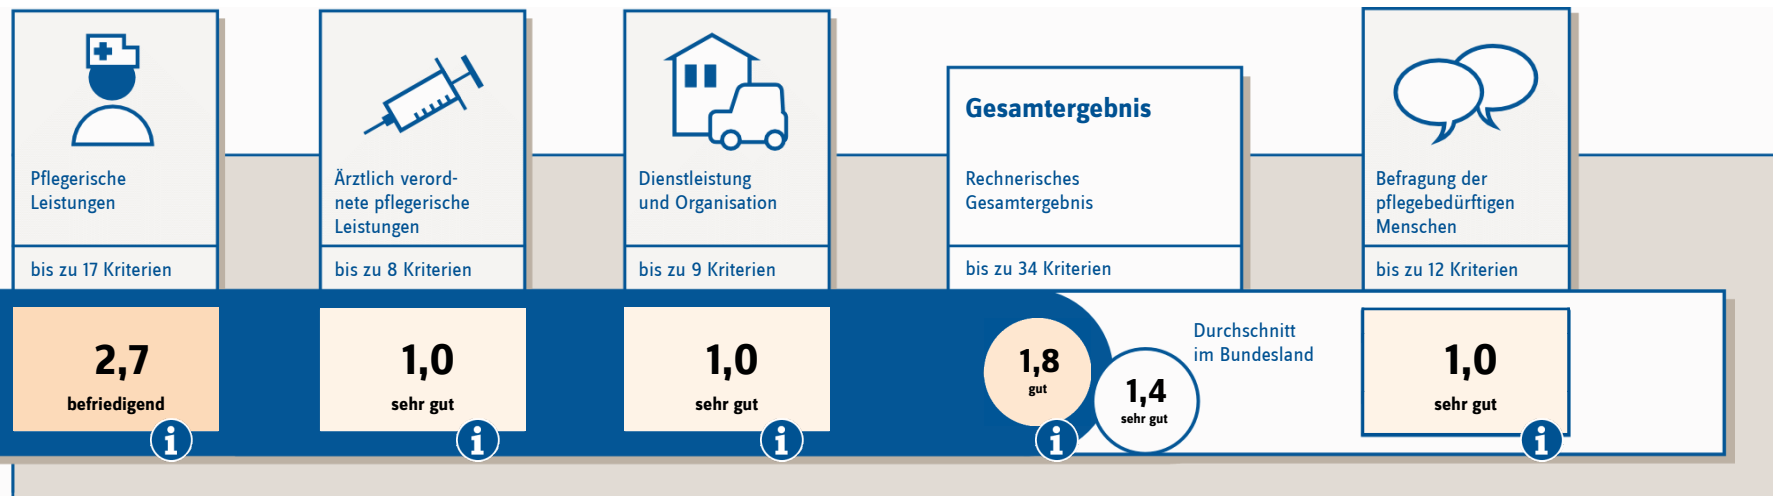 Pflegerische
Leistungen
bis zu 17 Kriterien
2,7
befriedigend
i
Ärztlich verord-
nete pflegerische
Leistungen
bis zu 8 Kriterien
1,0
sehr gut
i
Dienstleistung
und Organisation
bis zu 9 Kriterien
1,0
sehr gut
i
Gesamtergebnis
Rechnerisches
Gesamtergebnis
bis zu 34 Kriterien
1,8
gut
i
Durchschnitt
im Bundesland
1,4
sehr gut
Befragung der
pflegebedürftigen
Menschen
bis zu 12 Kriterien
1,0
sehr gut
i